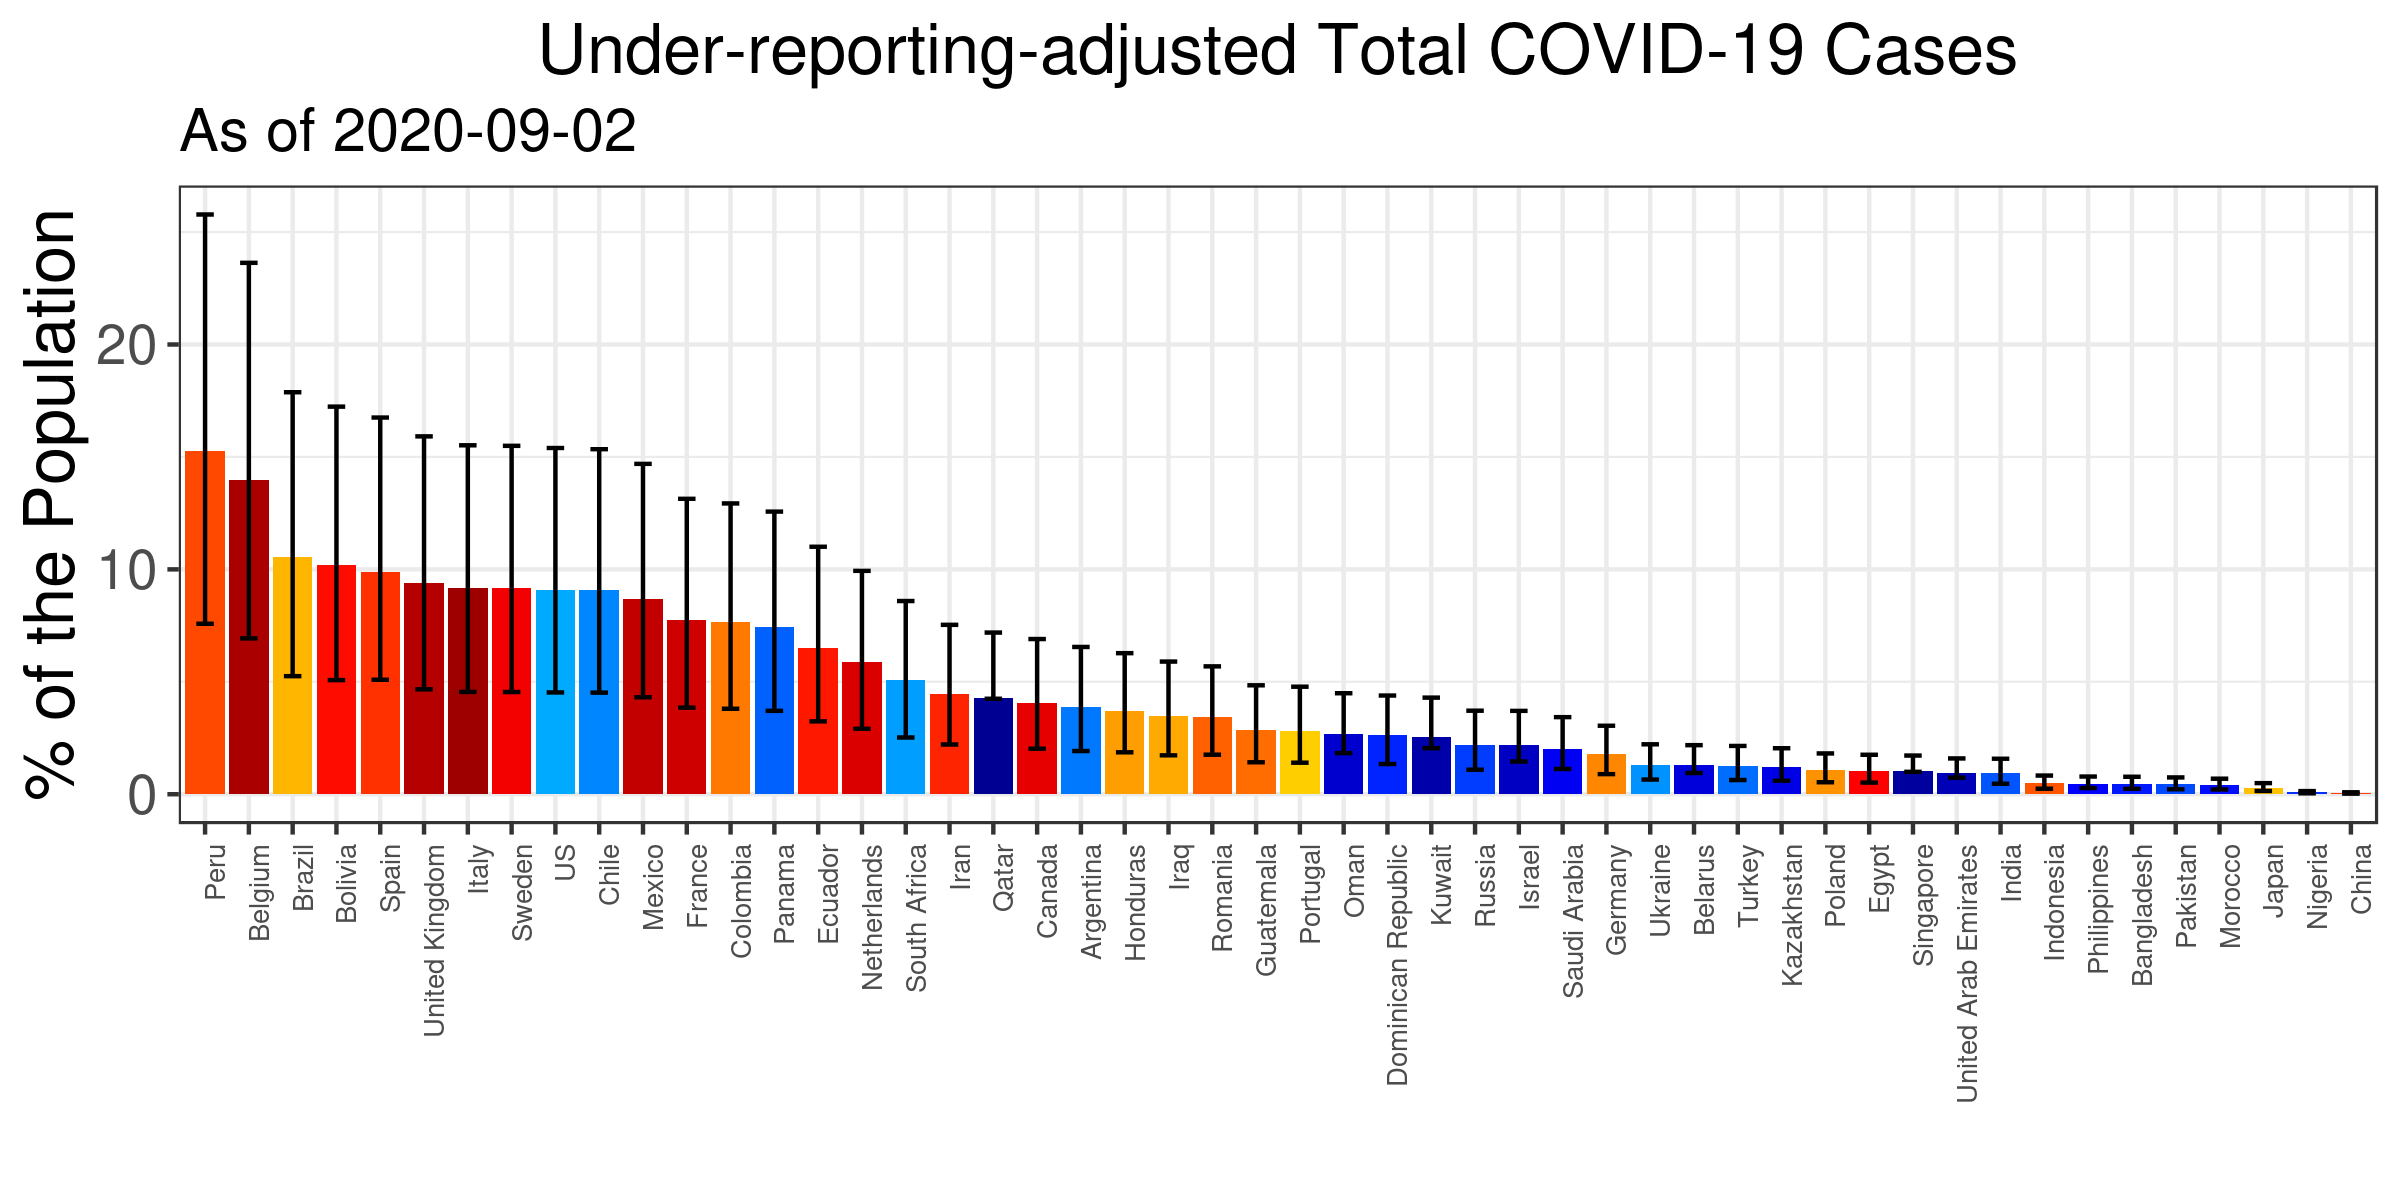 Under-reporting-adjusted Total COVID-19 Cases
As of 2020-09-02
% of the Population
20
10
0
Peru
Belgium
Brazil
Bolivia
Spain
United Kingdom
Italy
Sweden
US
Chile
Mexico
France
Colombia
Panama
Ecuador
Netherlands
South Africa
Iran
Qatar
Canada
Argentina
Honduras
Iraq
Romania
Guatemala
Portugal
Oman
Dominican Republic
Kuwait
Russia
Israel
Saudi Arabia
Germany
Ukraine
Belarus
Turkey
Kazakhstan
Poland
Egypt
Singapore
United Arab Emirates
India
Indonesia
Philippines
Bangladesh
Pakistan
Morocco
Japan
Nigeria
China